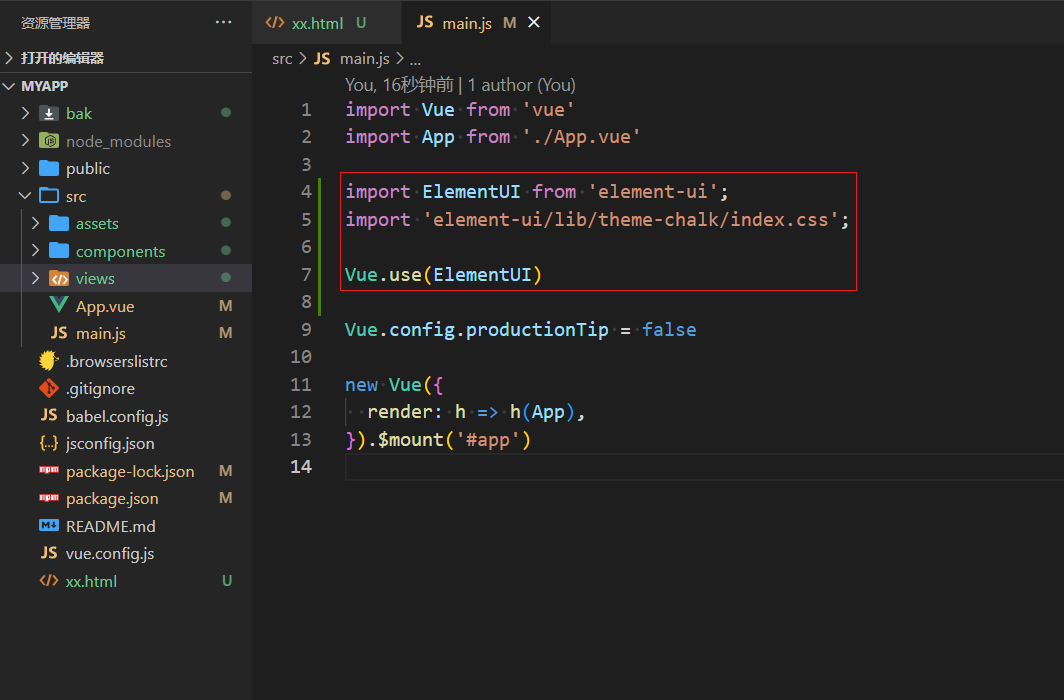 资源管理器 ···
打开的编辑器
MYAPP
bak
node_modules
public
src
assets
components
views
App.vue M
JS main.js M
.browserslistrc
.gitignore
JS babel.config.js
{..} jsconfig.json
npm package-lock.json M
npm package.json M
README.md
JS vue.config.js
</> xx.html U
</> xx.html U JS main.js M ×
src > JS main.js > ...
You, 16秒钟前 | 1 author (You)
1 import Vue from 'vue'
2 import App from './App.vue'
3
4 import ElementUI from 'element-ui';
5 import 'element-ui/lib/theme-chalk/index.css';
6
7 Vue.use(ElementUI)
8
9 Vue.config.productionTip = false
10
11 new Vue({
12   render: h => h(App),
13 }).$mount('#app')
14